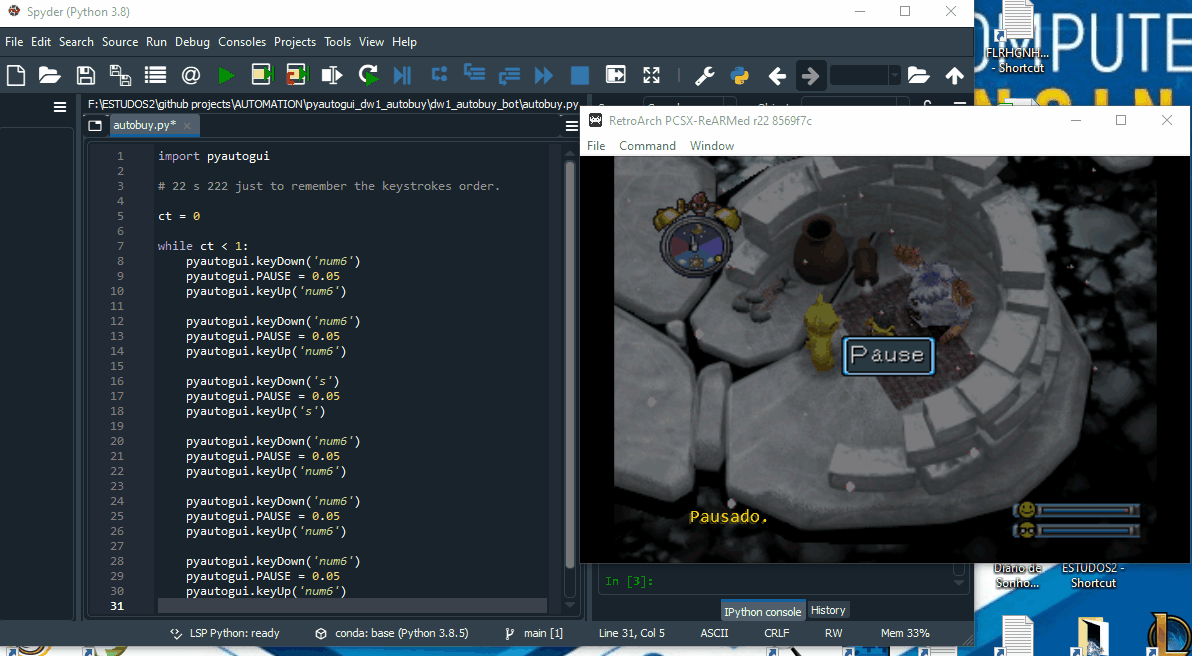 Spyder (Python 3.8)
File Edit Search Source Run Debug Consoles Projects Tools View Help
F:\ESTUDOS2\github projects\AUTOMATION\pyautogui_dw1_autobuy\dw1_autobuy_bot\autobuy.py
autobuy.py*
1 import pyautogui
2
3 # 22 s 222 just to remember the keystrokes order.
4
5 ct = 0
6
7 while ct < 1:
8 pyautogui.keyDown('num6')
9 pyautogui.PAUSE = 0.05
10 pyautogui.keyUp('num6')
11
12 pyautogui.keyDown('num6')
13 pyautogui.PAUSE = 0.05
14 pyautogui.keyUp('num6')
15
16 pyautogui.keyDown('s')
17 pyautogui.PAUSE = 0.05
18 pyautogui.keyUp('s')
19
20 pyautogui.keyDown('num6')
21 pyautogui.PAUSE = 0.05
22 pyautogui.keyUp('num6')
23
24 pyautogui.keyDown('num6')
25 pyautogui.PAUSE = 0.05
26 pyautogui.keyUp('num6')
27
28 pyautogui.keyDown('num6')
29 pyautogui.PAUSE = 0.05
30 pyautogui.keyUp('num6')
31
RetroArch PCSX-ReARMed r22 8569f7c
File Command Window
Pause
Pausado.
In [3]:
IPython console History
LSP Python: ready conda: base (Python 3.8.5) main [1] Line 31, Col 5 ASCII CRLF RW Mem 33%
FLRHGNH...
- Shortcut
Diário de
Sonho...
ESTUDOS2 -
Shortcut